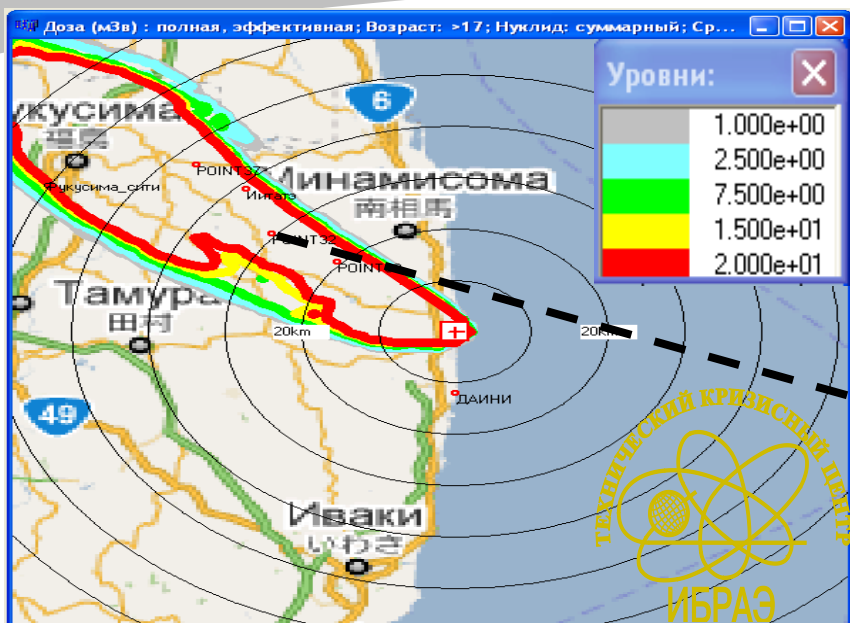 Доза (мЗв) : полная, эффективная; Возраст: >17; Нуклид: суммарный; Ср...
Уровни:
1.000e+00
2.500e+00
7.500e+00
1.500e+01
2.000e+01
6
укусима
福島
POINT37
Фукусима_сити
Иитатэ
Минамисома
南相馬
POINT32
POINT
Тамура
田村
20km
20km
ДАИНИ
49
Иваки
いわき
ТЕХНИЧЕСКИЙ КРИЗИСНЫЙ ЦЕНТР
ИБРАЭ